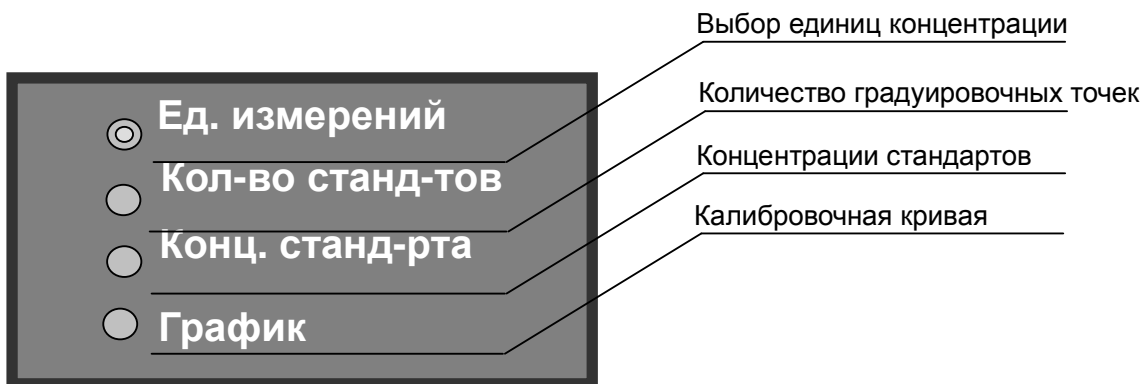 Выбор единиц концентрации
Ед. измерений
Количество градуировочных точек
Кол-во станд-тов
Концентрации стандартов
Конц. станд-рта
Калибровочная кривая
График